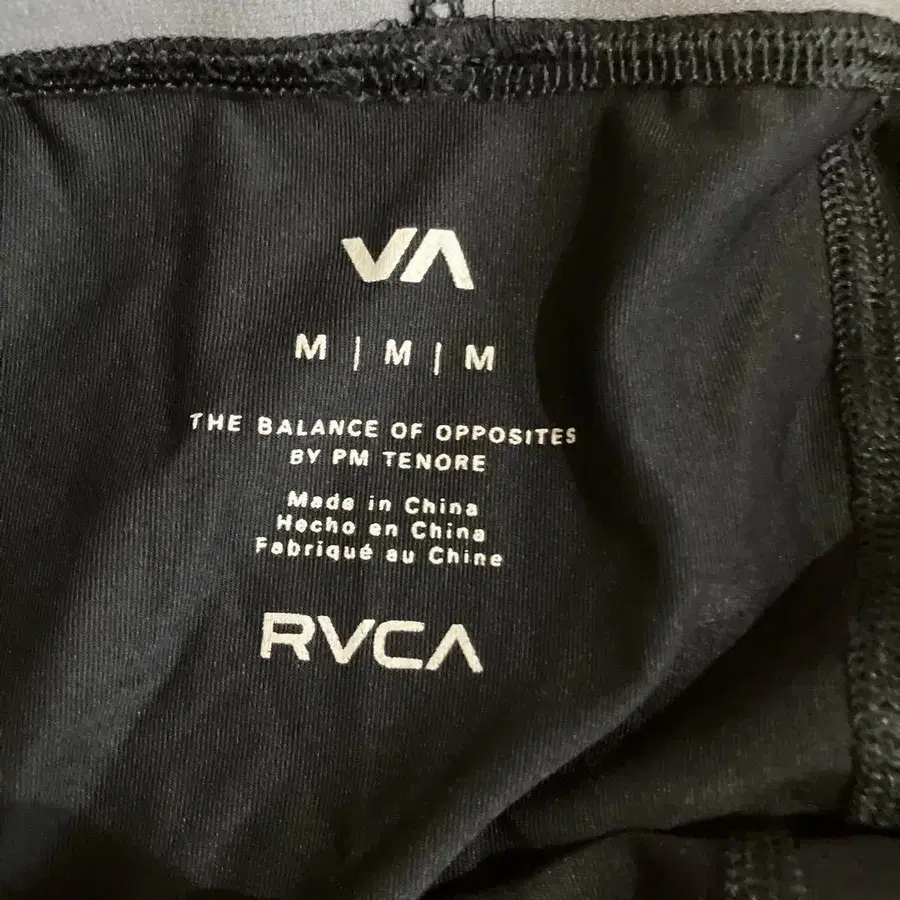 VA
M | M | M
THE BALANCE OF OPPOSITES
BY PM TENORE
Made in China
Hecho en China
Fabriqué au Chine
RVCA